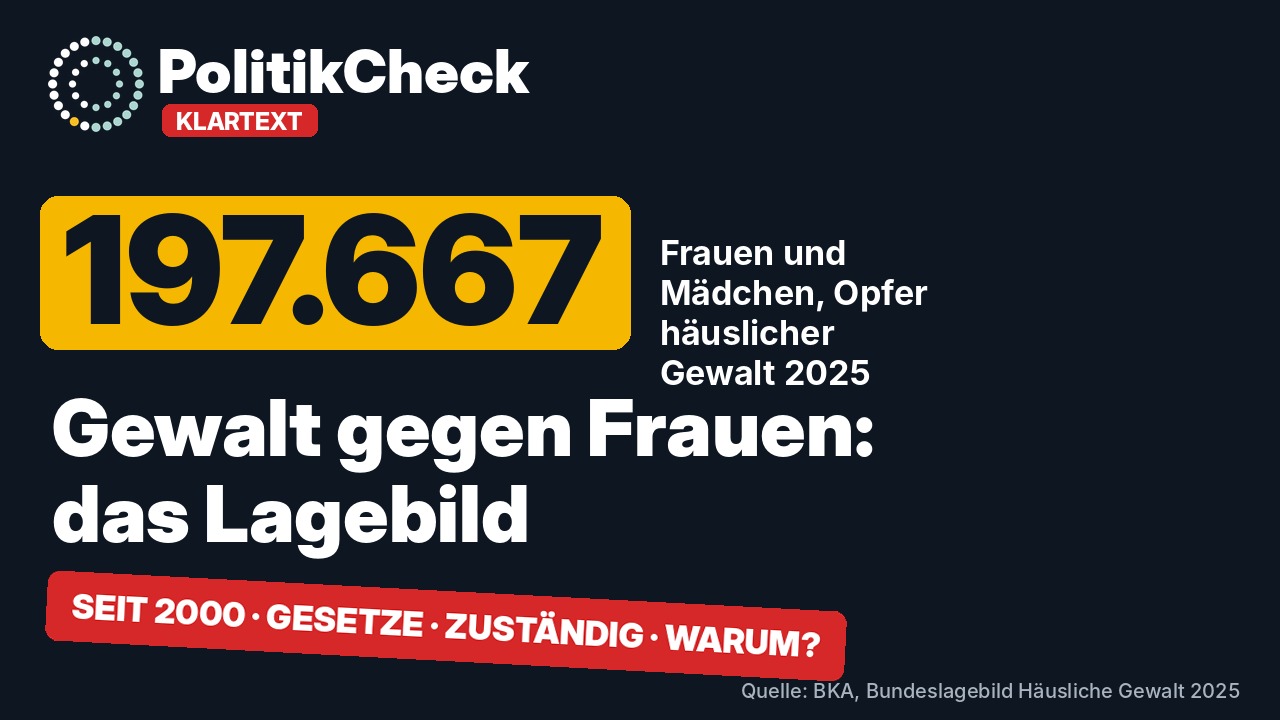 PolitikCheck
KLARTEXT
197.667
Frauen und
Mädchen, Opfer
häuslicher
Gewalt 2025
Gewalt gegen Frauen:
das Lagebild
SEIT 2000 · GESETZE · ZUSTÄNDIG · WARUM?
Quelle: BKA, Bundeslagebild Häusliche Gewalt 2025